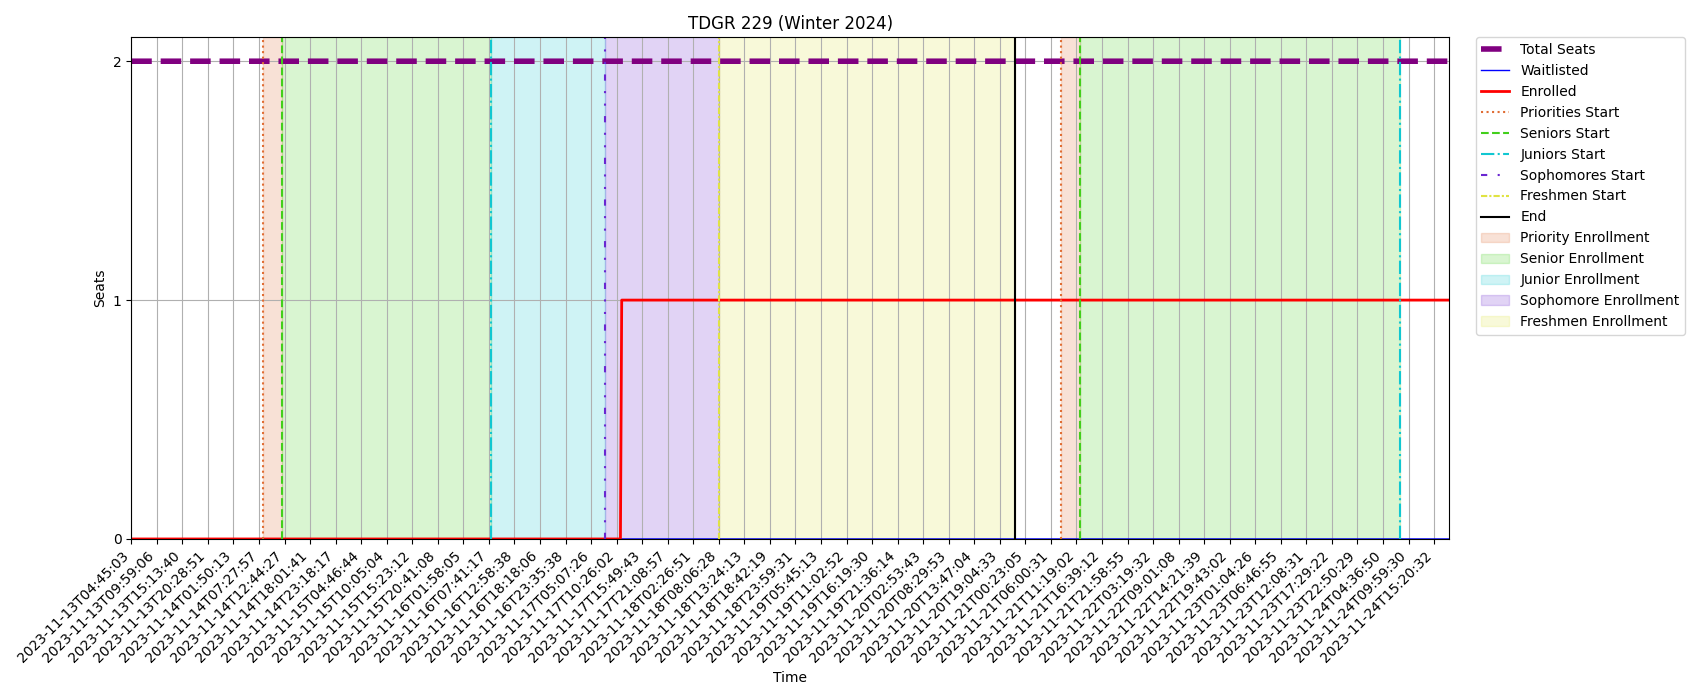 TDGR 229 (Winter 2024)
Seats
2
1
0
2023-11-13T04:45:03
2023-11-13T09:59:06
2023-11-13T15:13:40
2023-11-13T20:28:51
2023-11-14T01:50:13
2023-11-14T07:27:57
2023-11-14T12:44:27
2023-11-14T18:01:41
2023-11-14T23:18:17
2023-11-15T04:46:44
2023-11-15T10:05:04
2023-11-15T15:23:12
2023-11-15T20:41:08
2023-11-16T01:58:05
2023-11-16T07:41:17
2023-11-16T12:58:38
2023-11-16T18:18:06
2023-11-16T23:35:38
2023-11-17T05:07:26
2023-11-17T10:26:02
2023-11-17T15:49:43
2023-11-17T21:08:57
2023-11-18T02:26:51
2023-11-18T08:06:28
2023-11-18T13:24:13
2023-11-18T18:42:19
2023-11-18T23:59:31
2023-11-19T05:45:13
2023-11-19T11:02:52
2023-11-19T16:19:30
2023-11-19T21:36:14
2023-11-20T02:53:43
2023-11-20T08:29:53
2023-11-20T13:47:04
2023-11-20T19:04:33
2023-11-21T00:23:05
2023-11-21T06:00:31
2023-11-21T11:19:02
2023-11-21T16:39:12
2023-11-21T21:58:55
2023-11-22T03:19:32
2023-11-22T09:01:08
2023-11-22T14:21:39
2023-11-22T19:43:02
2023-11-23T01:04:26
2023-11-23T06:46:55
2023-11-23T12:08:31
2023-11-23T17:29:22
2023-11-23T22:50:29
2023-11-24T04:36:50
2023-11-24T09:59:30
2023-11-24T15:20:32
Time
Total Seats
Waitlisted
Enrolled
Priorities Start
Seniors Start
Juniors Start
Sophomores Start
Freshmen Start
End
Priority Enrollment
Senior Enrollment
Junior Enrollment
Sophomore Enrollment
Freshmen Enrollment